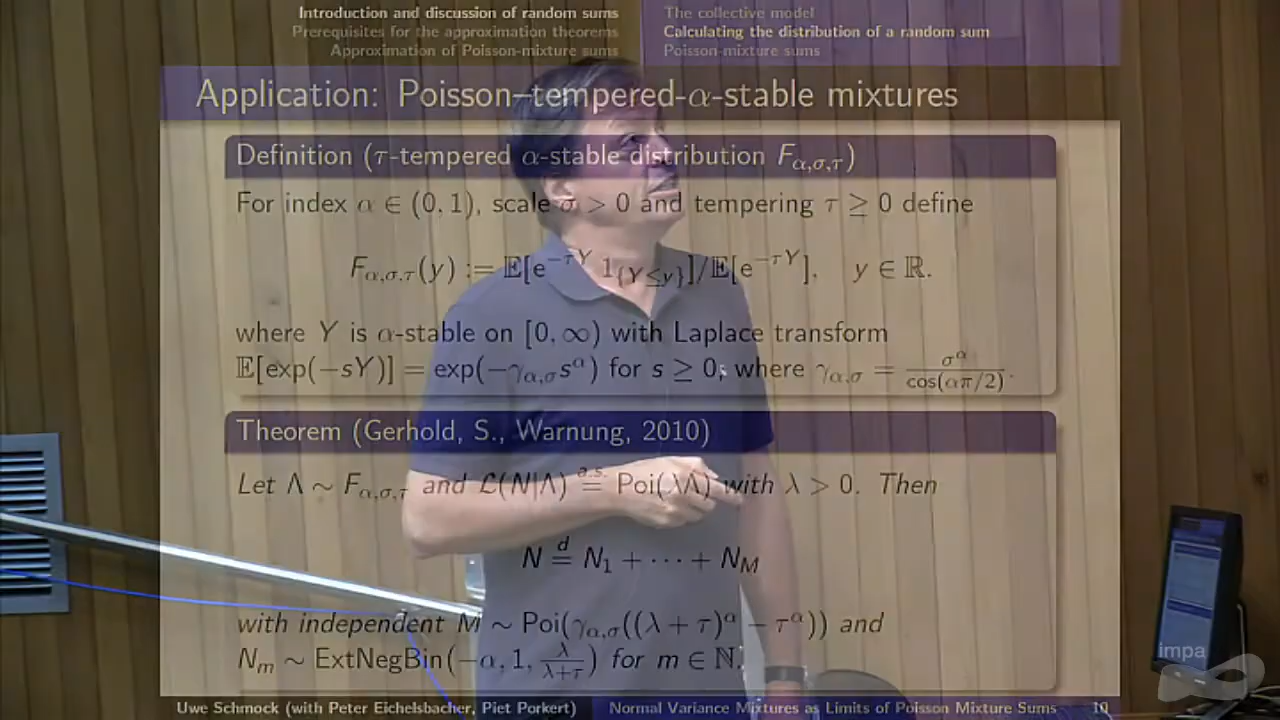 Introduction and discussion of random sums
Prerequisites for the approximation theorems
Approximation of Poisson-mixture sums
The collective model
Calculating the distribution of a random sum
Poisson-mixture sums
Application: Poisson–tempered-α-stable mixtures
Definition (τ-tempered α-stable distribution F_{α,σ,τ})
For index α ∈ (0, 1), scale σ > 0 and tempering τ ≥ 0 define
F_{α,σ,τ}(y) := 𝔼[e^{−τY} 1_{{Y≤y}}]/𝔼[e^{−τY}], y ∈ ℝ.
where Y is α-stable on [0, ∞) with Laplace transform
𝔼[exp(−sY)] = exp(−γ_{α,σ}s^α) for s ≥ 0, where γ_{α,σ} = σ^α/cos(απ/2).
Theorem (Gerhold, S., Warnung, 2010)
Let Λ ∼ F_{α,σ,τ} and ℒ(N|Λ) =^{a.s.} Poi(λΛ) with λ > 0. Then
N =^d N_1 + ··· + N_M
with independent M ∼ Poi(γ_{α,σ}((λ + τ)^α − τ^α)) and
N_m ∼ ExtNegBin(−α, 1, λ/(λ+τ)) for m ∈ ℕ.
impa
Uwe Schmock (with Peter Eichelsbacher, Piet Porkert)
Normal Variance Mixtures as Limits of Poisson Mixture Sums
10